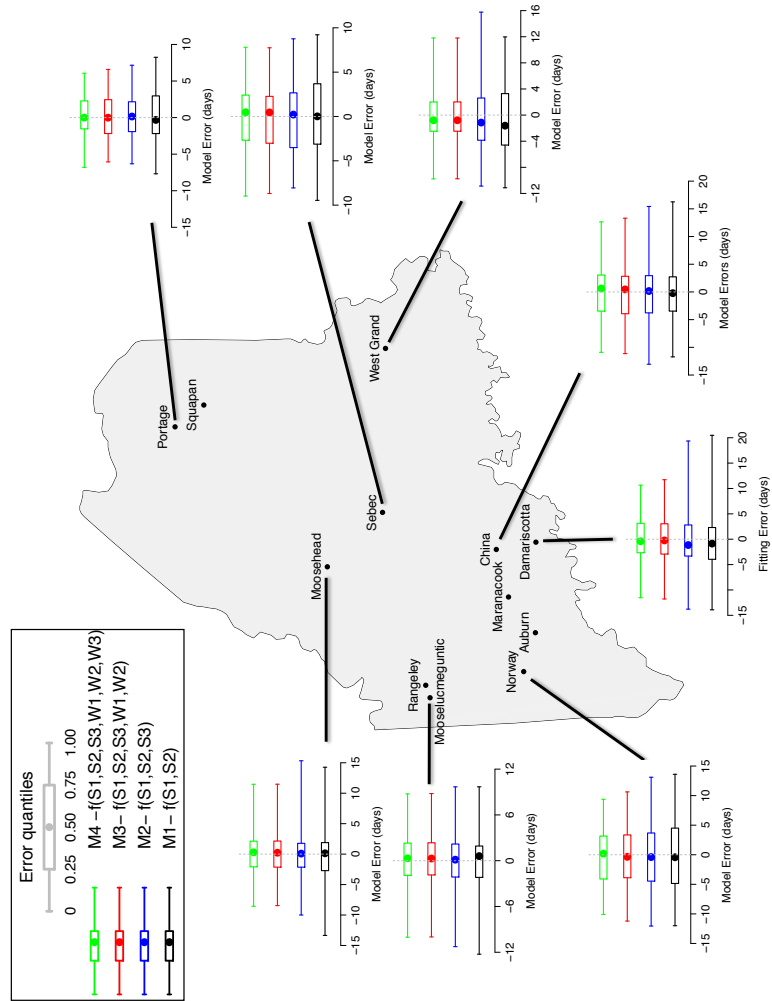 Error quantiles
0 0.25 0.50 0.75 1.00
M4 −f(S1,S2,S3,W1,W2,W3)
M3− f(S1,S2,S3,W1,W2)
M2− f(S1,S2,S3)
M1− f(S1,S2)
−15 −10 −5 0 5 10 15
Model Error (days)
−12 −6 0 6 12
Model Error (days)
−15 −10 −5 0 5 10 15
Model Error (days)
Portage
Squapan
Moosehead
Sebec
West Grand
Rangeley
Mooselucmeguntic
China
Maranacook
Damariscotta
Auburn
Norway
−15 −5 0 5 10 15 20
Fitting Error (days)
−15 −5 0 5 10 15 20
Model Errors (days)
−12 −4 0 4 8 12 16
Model Error (days)
−10 −5 0 5 10
Model Error (days)
−15 −10 −5 0 5 10
Model Error (days)